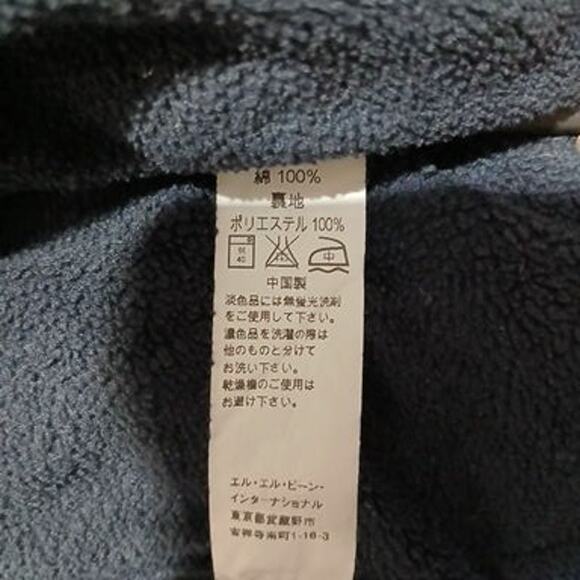 綿 100%
裏地
ポリエステル 100%
40
中
中国製
淡色品には無蛍光洗剤
をご使用して下さい。
濃色品を洗濯の際は
他のものと分けて
お洗い下さい。
乾燥機のご使用は
お避け下さい。
エル・エル・ビーン・
インターナショナル
東京都武蔵野市
吉祥寺南町1-16-3